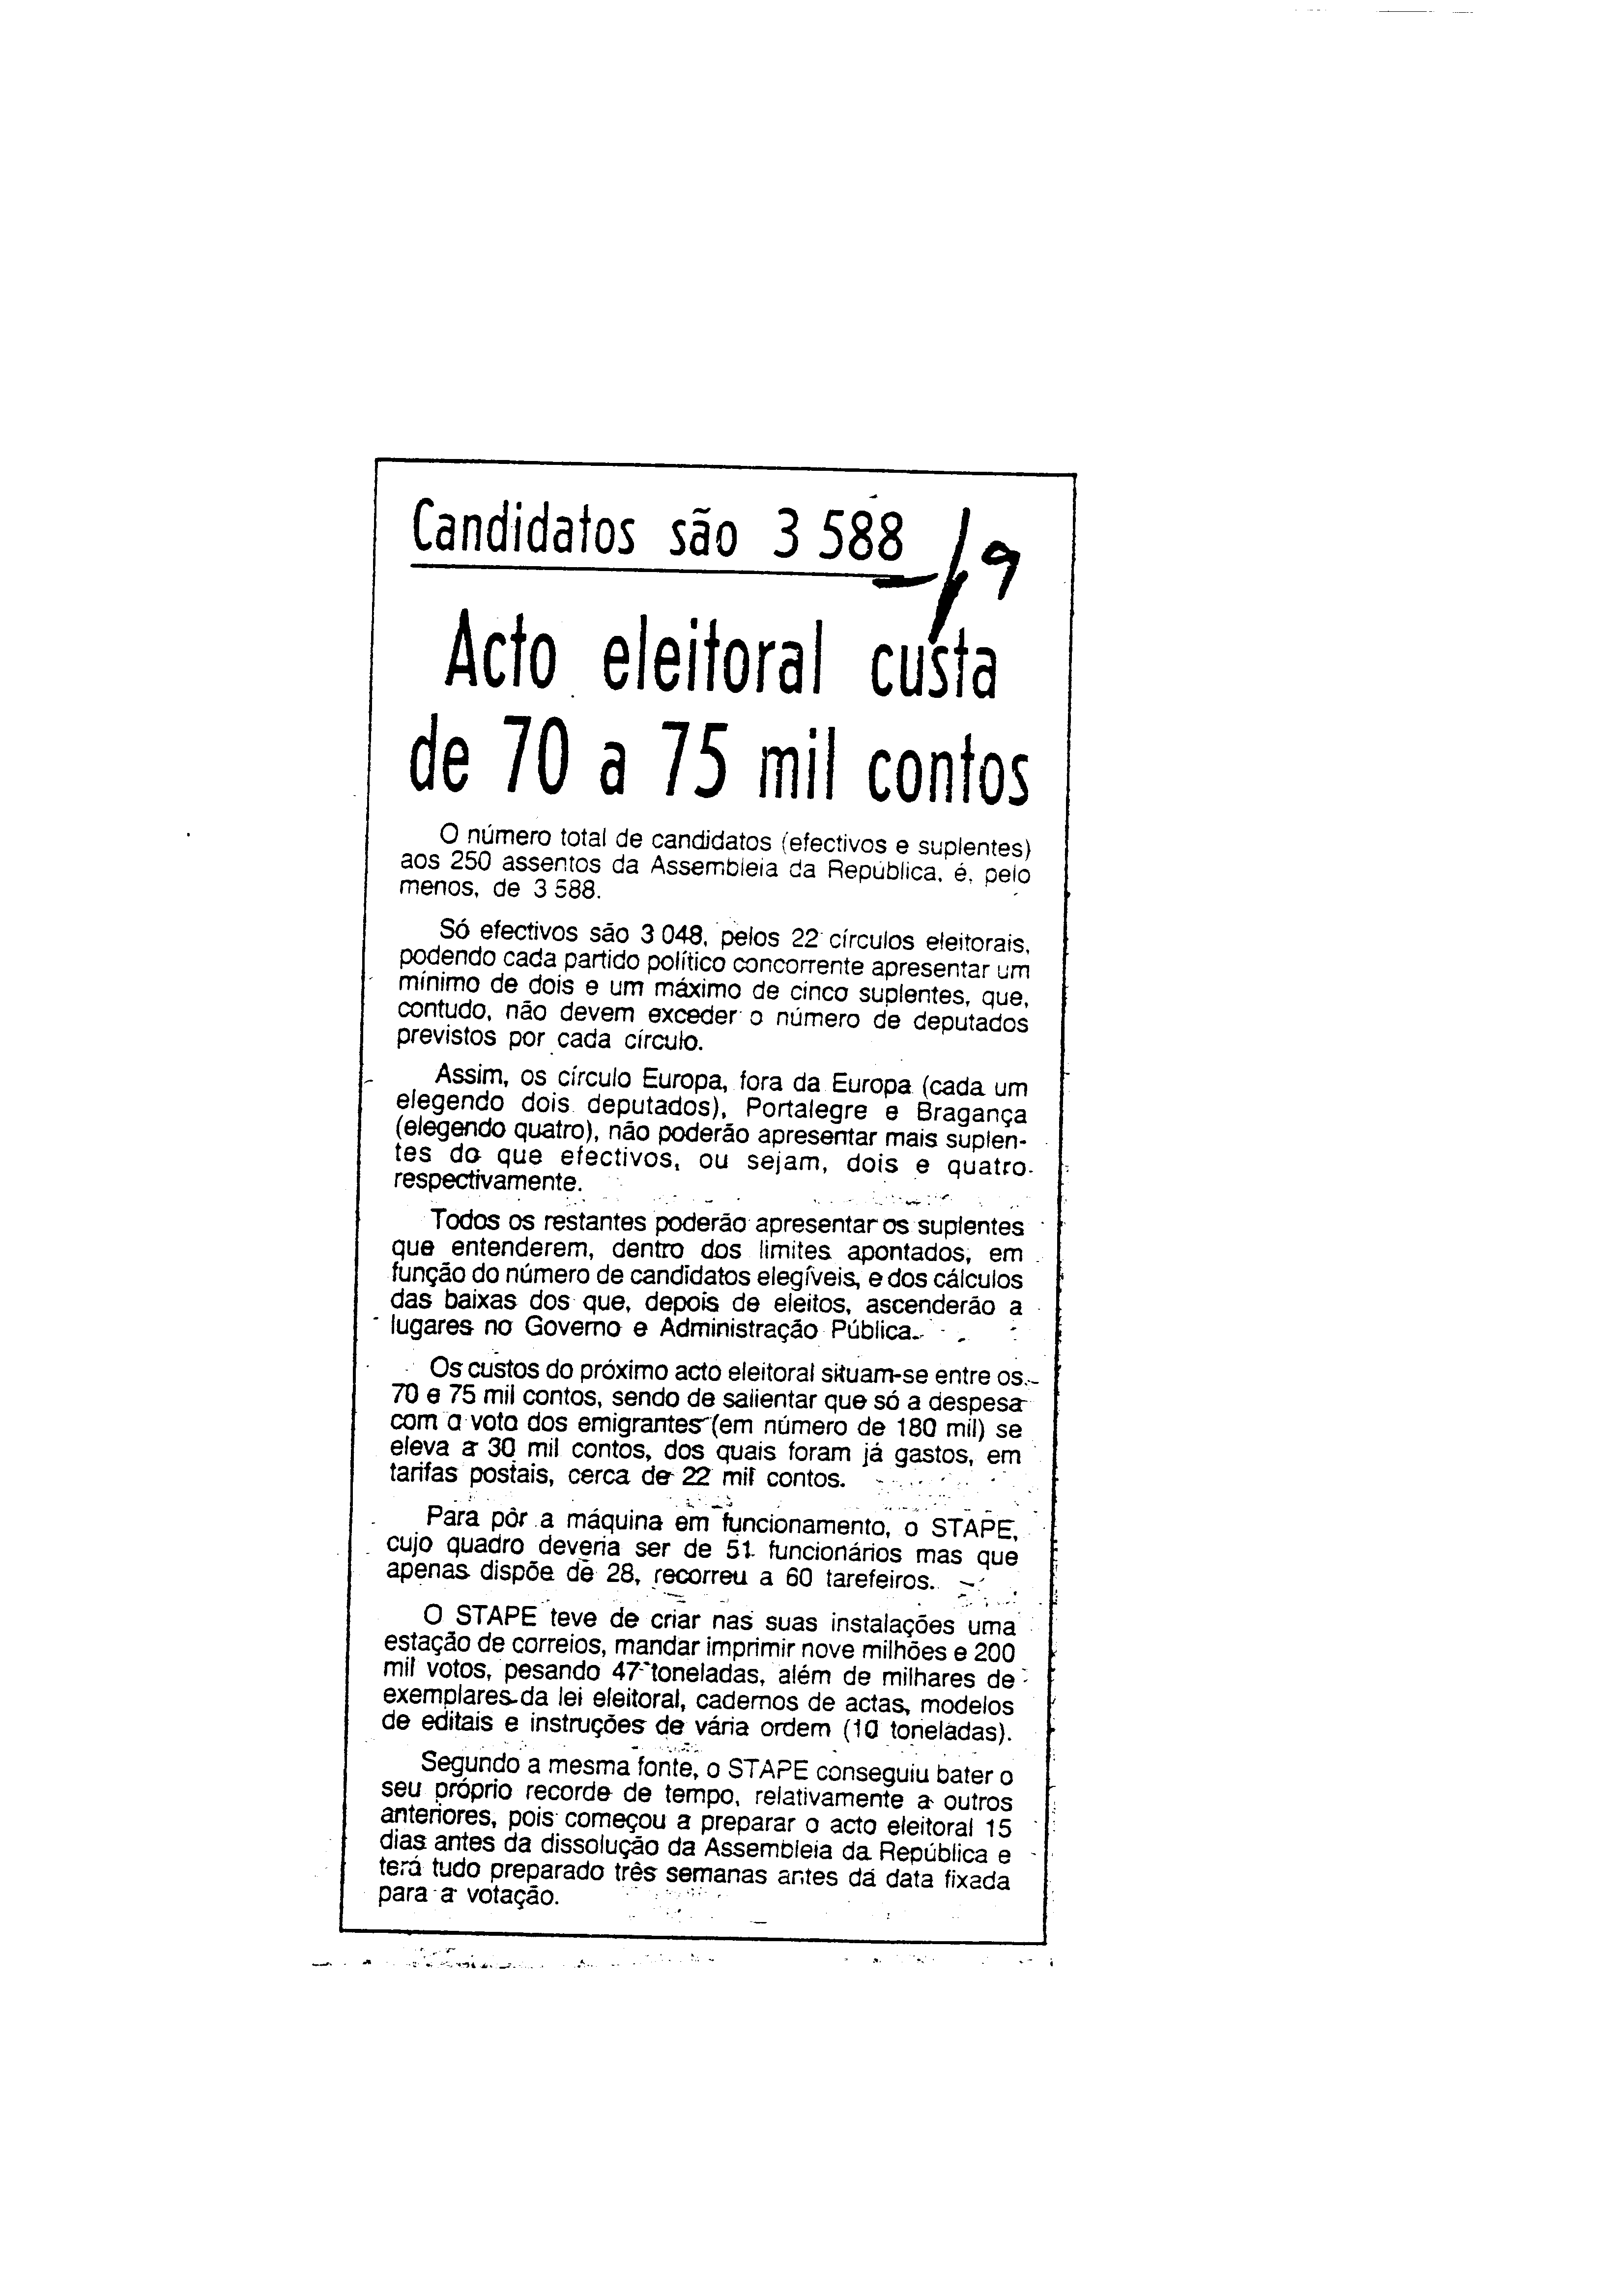 Candidatos são 3 588
Acto eleitoral custa
de 70 a 75 mil contos
O número total de candidatos (efectivos e suplentes)
aos 250 assentos da Assembleia da República, é, pelo
menos, de 3 588.
Só efectivos são 3 048, pelos 22 círculos eleitorais,
podendo cada partido político concorrente apresentar um
mínimo de dois e um máximo de cinco suplentes, que,
contudo, não devem exceder o número de deputados
previstos por cada círculo.
Assim, os círculo Europa, fora da Europa (cada um
elegendo dois deputados), Portalegre e Bragança
(elegendo quatro), não poderão apresentar mais suplen-
tes do que efectivos, ou sejam, dois e quatro
respectivamente.
Todos os restantes poderão apresentar os suplentes
que entenderem, dentro dos limites apontados, em
função do número de candidatos elegíveis, e dos cálculos
das baixas dos que, depois de eleitos, ascenderão a
lugares no Governo e Administração Pública.
Os custos do próximo acto eleitoral situam-se entre os
70 e 75 mil contos, sendo de salientar que só a despesa
com o voto dos emigrantes (em número de 180 mil) se
eleva a 30 mil contos, dos quais foram já gastos, em
tarifas postais, cerca de 22 mil contos.
Para pôr a máquina em funcionamento, o STAPE,
cujo quadro deveria ser de 51 funcionários mas que
apenas dispõe de 28, recorreu a 60 tarefeiros.
O STAPE teve de criar nas suas instalações uma
estação de correios, mandar imprimir nove milhões e 200
mil votos, pesando 47 toneladas, além de milhares de
exemplares da lei eleitoral, cadernos de actas, modelos
de editais e instruções de vária ordem (10 toneladas).
Segundo a mesma fonte, o STAPE conseguiu bater o
seu próprio recorde de tempo, relativamente a outros
anteriores, pois começou a preparar o acto eleitoral 15
dias antes da dissolução da Assembleia da República e
terá tudo preparado três semanas antes da data fixada
para a votação.